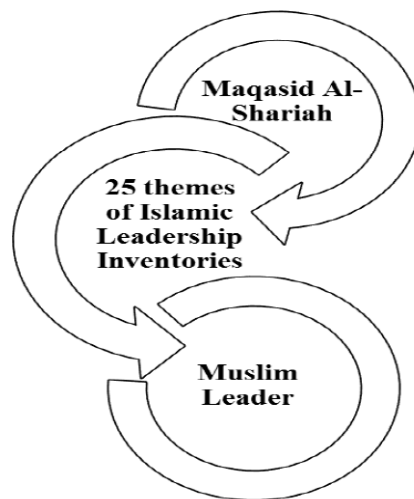 Maqasid Al-
Shariah
25 themes
of Islamic
Leadership
Inventories
Muslim
Leader